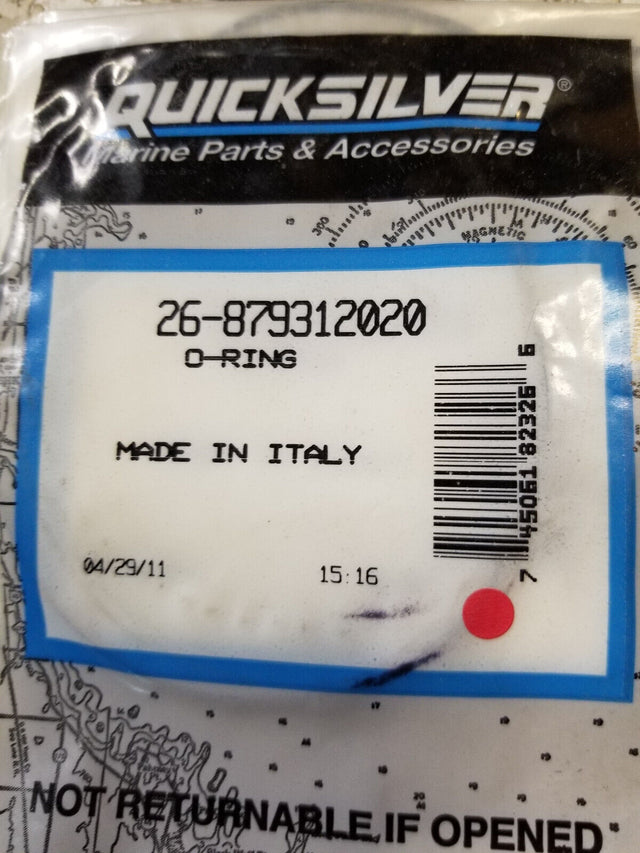 QUICKSILVER®
Marine Parts & Accessories
MAGNETIC
26-879312020
O-RING
MADE IN ITALY
7 45061 82326 6
04/29/11
15:16
NOT RETURNABLE IF OPENED